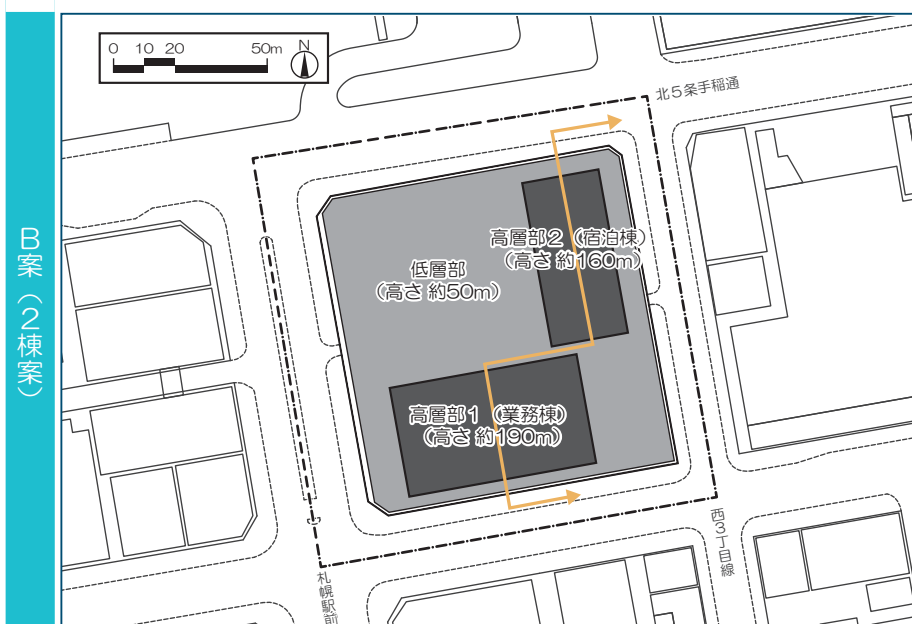 B案（2棟案）
0 10 20 50m
N
北5条手稲通
高層部2（宿泊棟）
（高さ 約160m）
低層部
（高さ 約50m）
高層部1（業務棟）
（高さ 約190m）
西3丁目線
札幌駅前